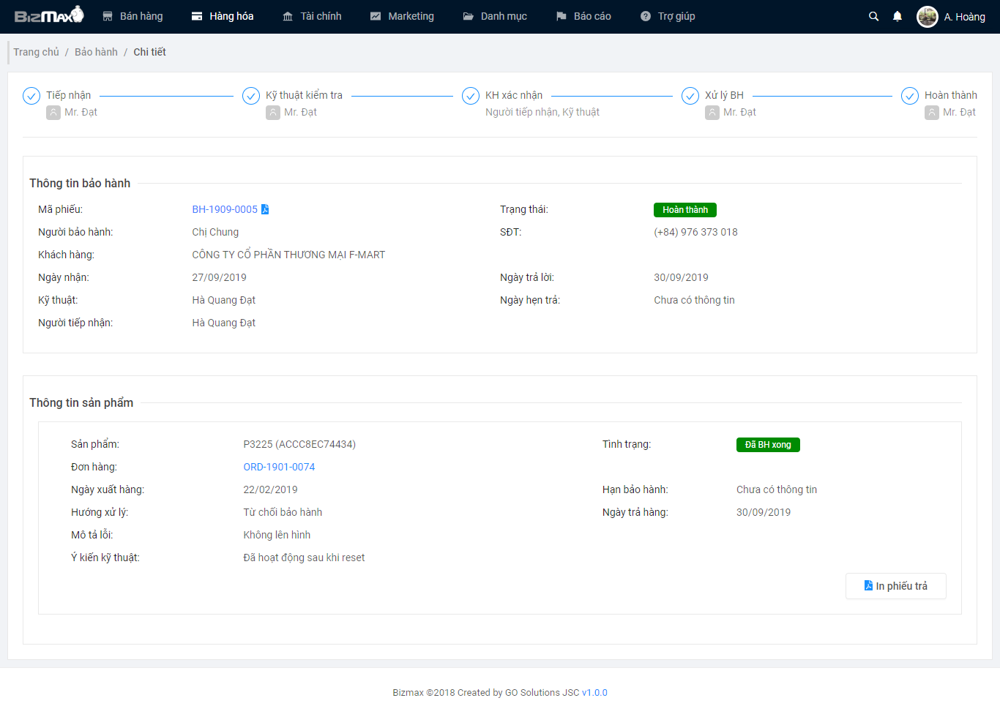 BizMax Bán hàng Hàng hóa Tài chính Marketing Danh mục Báo cáo Trợ giúp A. Hoàng
Trang chủ / Bảo hành / Chi tiết
Tiếp nhận Kỹ thuật kiểm tra KH xác nhận Xử lý BH Hoàn thành
Mr. Đạt Mr. Đạt Người tiếp nhận, Kỹ thuật Mr. Đạt Mr. Đạt
Thông tin bảo hành
Mã phiếu: BH-1909-0005 Trạng thái: Hoàn thành
Người bảo hành: Chị Chung SĐT: (+84) 976 373 018
Khách hàng: CÔNG TY CỔ PHẦN THƯƠNG MẠI F-MART
Ngày nhận: 27/09/2019 Ngày trả lời: 30/09/2019
Kỹ thuật: Hà Quang Đạt Ngày hẹn trả: Chưa có thông tin
Người tiếp nhận: Hà Quang Đạt
Thông tin sản phẩm
Sản phẩm: P3225 (ACCC8EC74434) Tình trạng: Đã BH xong
Đơn hàng: ORD-1901-0074
Ngày xuất hàng: 22/02/2019 Hạn bảo hành: Chưa có thông tin
Hướng xử lý: Từ chối bảo hành Ngày trả hàng: 30/09/2019
Mô tả lỗi: Không lên hình
Ý kiến kỹ thuật: Đã hoạt động sau khi reset
In phiếu trả
Bizmax ©2018 Created by GO Solutions JSC v1.0.0